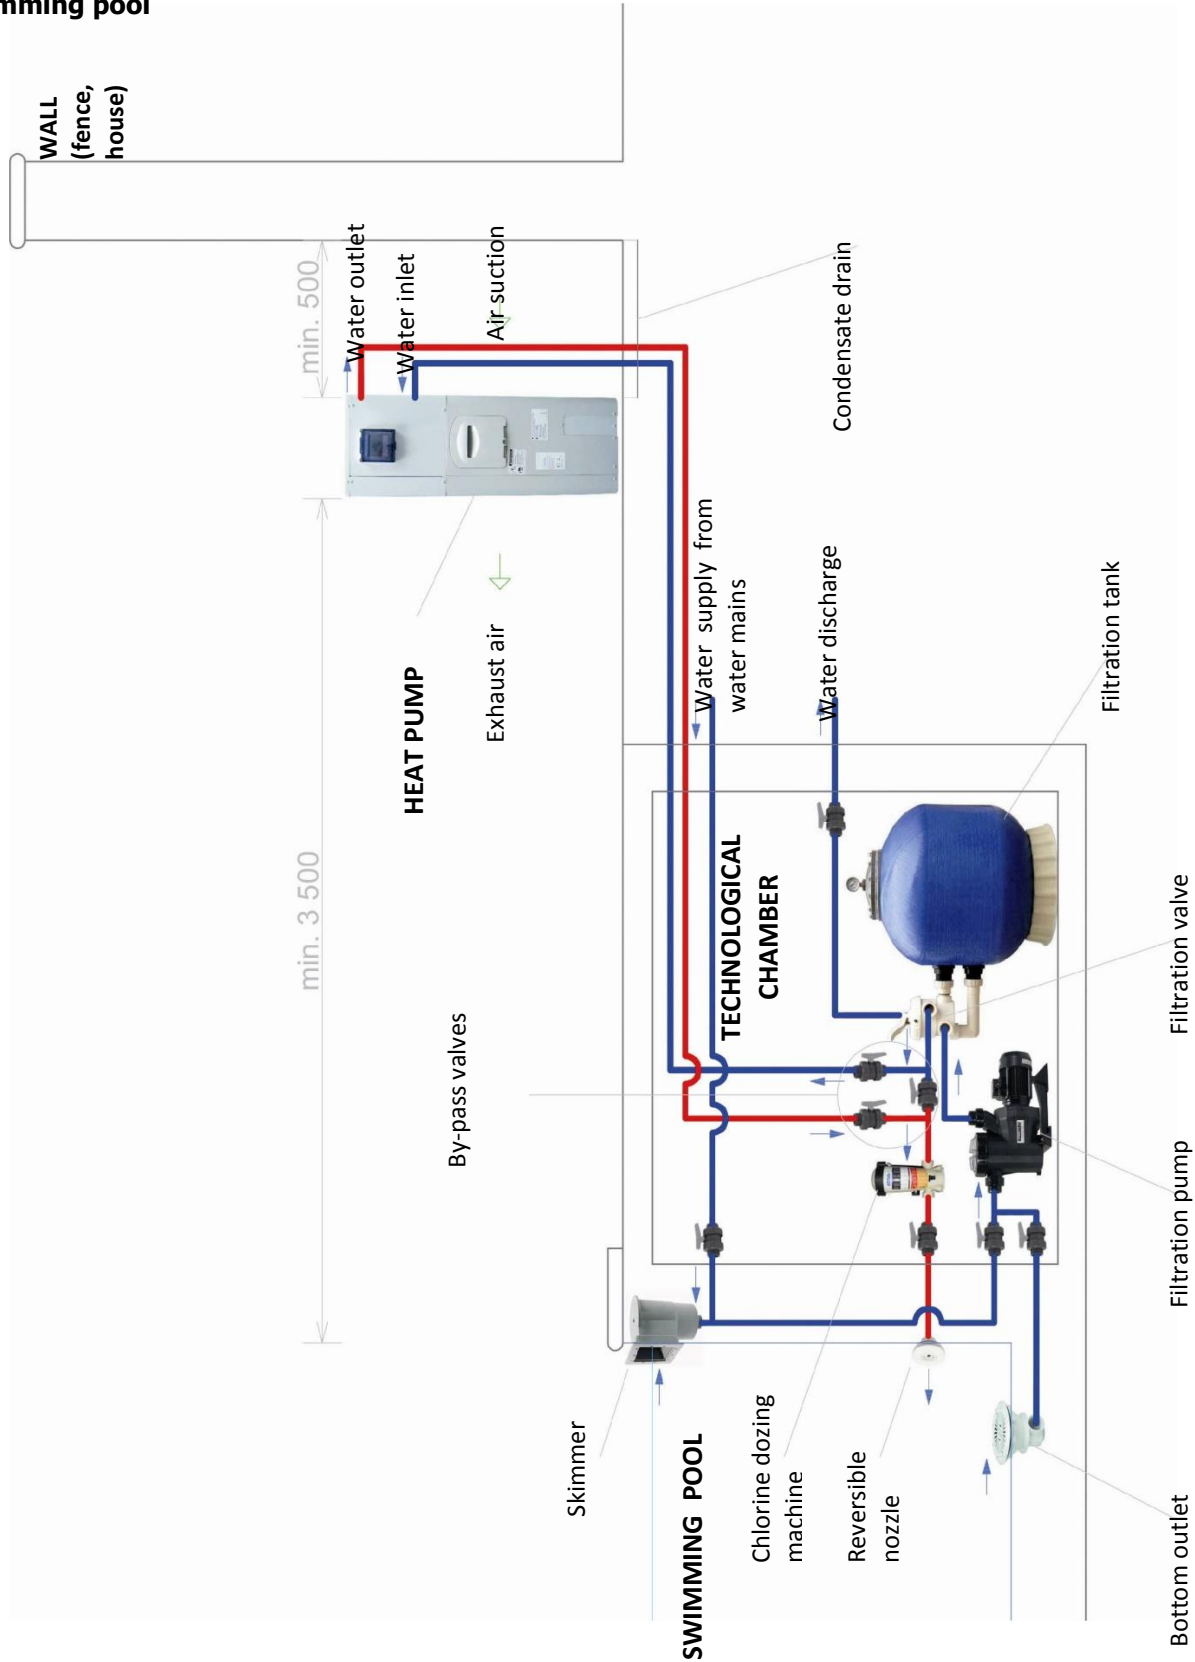 mming pool
WALL
(fence,
house)
min. 500
Water outlet
Water inlet
Air suction
Condensate drain
min. 3 500
HEAT PUMP
Exhaust air
Water supply from
water mains
Water discharge
Filtration tank
TECHNOLOGICAL
CHAMBER
By-pass valves
Filtration valve
Filtration pump
Skimmer
SWIMMING POOL
Chlorine dozing
machine
Reversible
nozzle
Bottom outlet